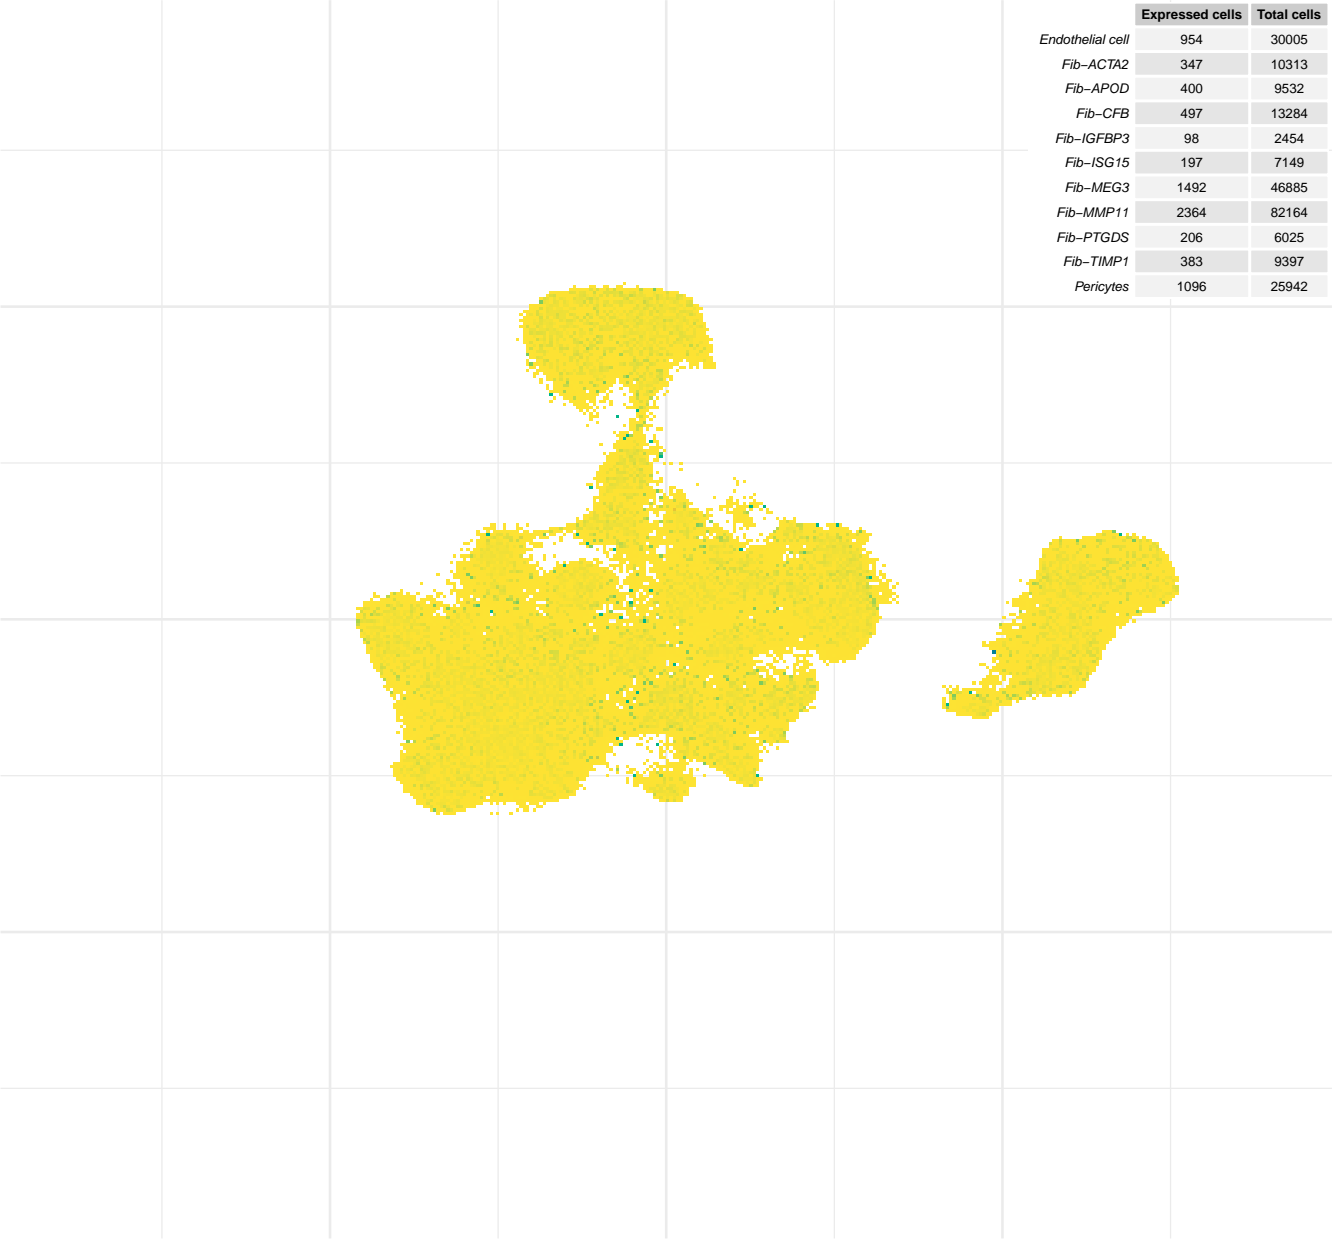 Expressed cells Total cells
Endothelial cell 954 30005
Fib−ACTA2 347 10313
Fib−APOD 400 9532
Fib−CFB 497 13284
Fib−IGFBP3 98 2454
Fib−ISG15 197 7149
Fib−MEG3 1492 46885
Fib−MMP11 2364 82164
Fib−PTGDS 206 6025
Fib−TIMP1 383 9397
Pericytes 1096 25942